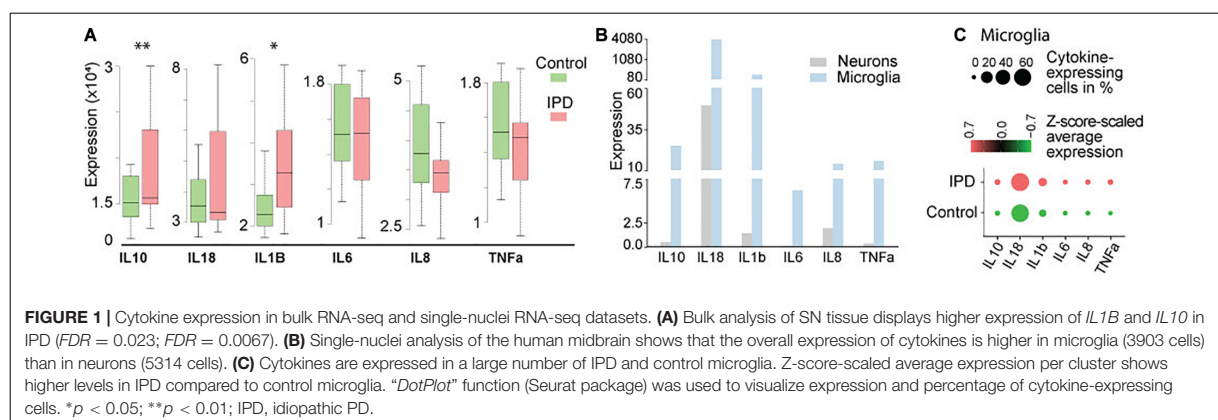 A
**
*
Control
IPD
Expression (x10⁴)
3
1.5
0
8
3
6
2
1.8
1
5
2.5
1.8
1
IL10 IL18 IL1B IL6 IL8 TNFa
B
Neurons
Microglia
Expression
4080
1080
80
60
35
10
7.5
2.5
0.0
IL10 IL18 IL1b IL6 IL8 TNFa
C Microglia
0 20 40 60
Cytokine-
expressing
cells in %
0.7 0.0 -0.7
Z-score-scaled
average
expression
IPD
Control
IL10 IL18 IL1b IL6 IL8 TNFa
FIGURE 1 | Cytokine expression in bulk RNA-seq and single-nuclei RNA-seq datasets. (A) Bulk analysis of SN tissue displays higher expression of IL1B and IL10 in
IPD (FDR = 0.023; FDR = 0.0067). (B) Single-nuclei analysis of the human midbrain shows that the overall expression of cytokines is higher in microglia (3903 cells)
than in neurons (5314 cells). (C) Cytokines are expressed in a large number of IPD and control microglia. Z-score-scaled average expression per cluster shows
higher levels in IPD compared to control microglia. "DotPlot" function (Seurat package) was used to visualize expression and percentage of cytokine-expressing
cells. *p < 0.05; **p < 0.01; IPD, idiopathic PD.